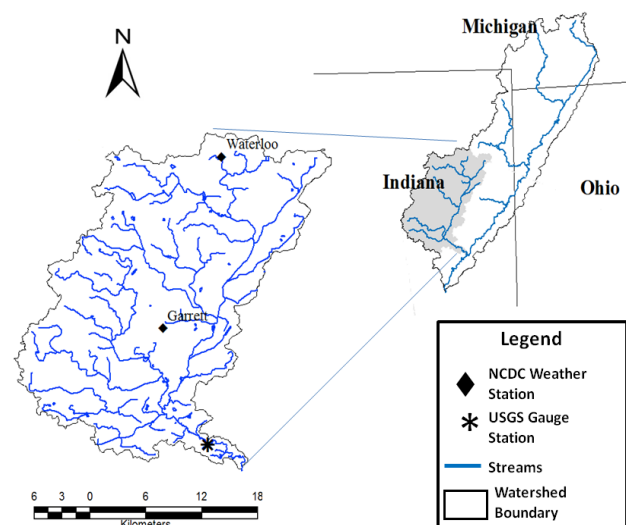 N
Michigan
Waterloo
Indiana
Ohio
Garrett
Legend
NCDC Weather
Station
USGS Gauge
Station
Streams
Watershed
Boundary
6 3 0 6 12 18
Kilometers